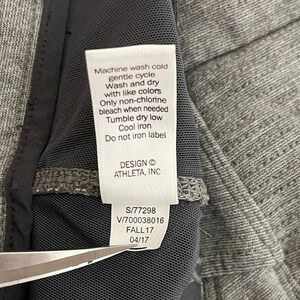 Machine wash cold
gentle cycle
Wash and dry
with like colors
Only non-chlorine
bleach when needed
Tumble dry low
Cool iron
Do not iron label
DESIGN ©
ATHLETA, INC.
S/77298
V/700038016
FALL17
04/17